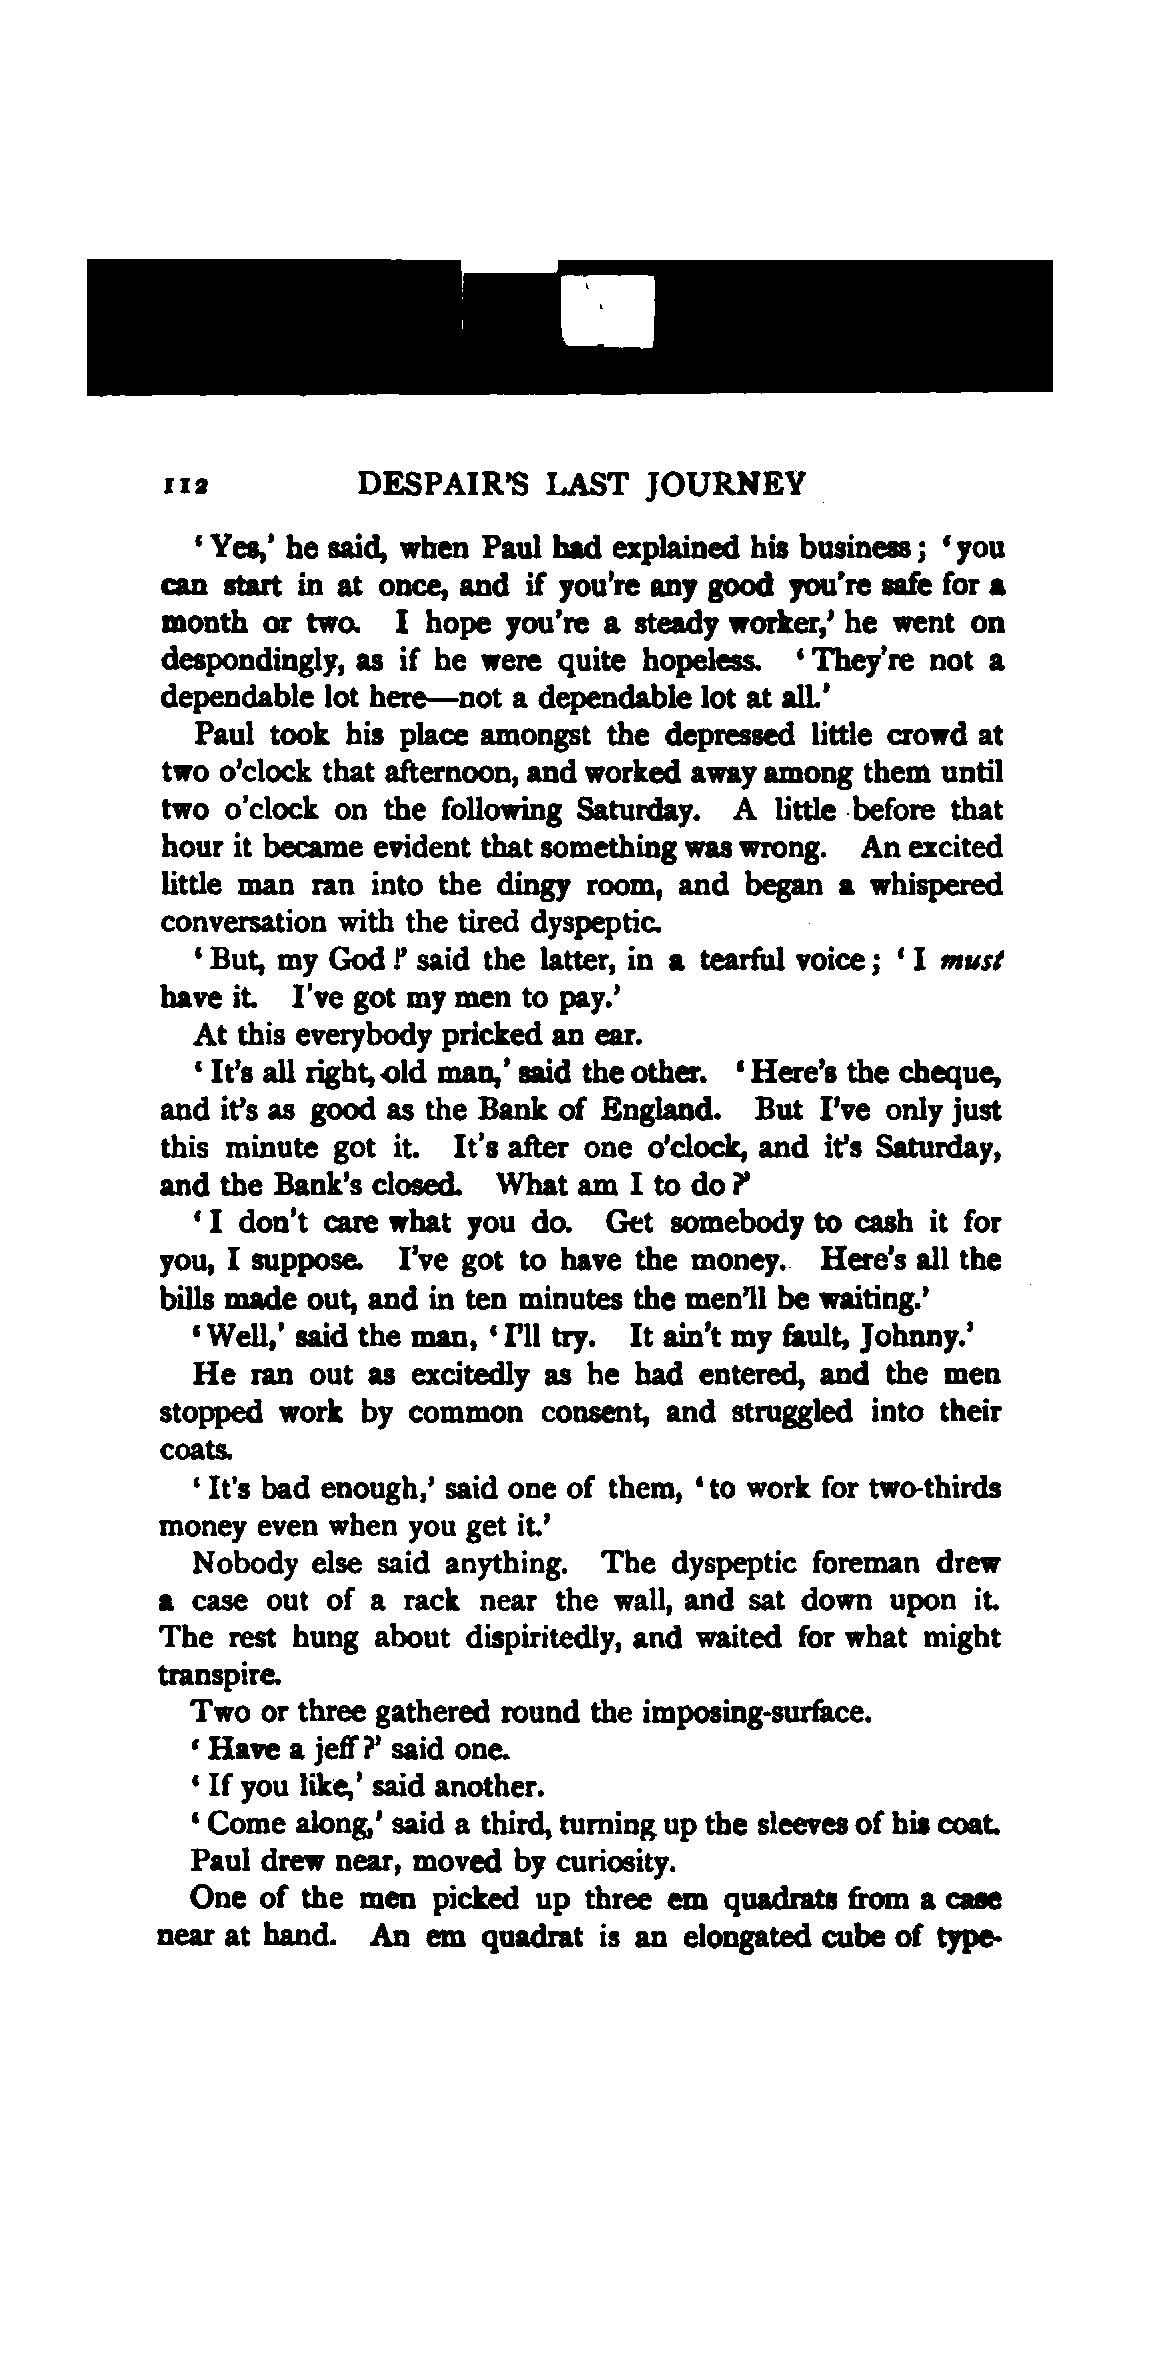 112 DESPAIR'S LAST JOURNEY
'Yes,' he said, when Paul had explained his business; 'you
can start in at once, and if you're any good you're safe for a
month or two. I hope you're a steady worker,' he went on
despondingly, as if he were quite hopeless. 'They're not a
dependable lot here—not a dependable lot at all.'
Paul took his place amongst the depressed little crowd at
two o'clock that afternoon, and worked away among them until
two o'clock on the following Saturday. A little before that
hour it became evident that something was wrong. An excited
little man ran into the dingy room, and began a whispered
conversation with the tired dyspeptic.
'But, my God!' said the latter, in a tearful voice; 'I must
have it. I've got my men to pay.'
At this everybody pricked an ear.
'It's all right, old man,' said the other. 'Here's the cheque,
and it's as good as the Bank of England. But I've only just
this minute got it. It's after one o'clock, and it's Saturday,
and the Bank's closed. What am I to do?'
'I don't care what you do. Get somebody to cash it for
you, I suppose. I've got to have the money. Here's all the
bills made out, and in ten minutes the men'll be waiting.'
'Well,' said the man, 'I'll try. It ain't my fault, Johnny.'
He ran out as excitedly as he had entered, and the men
stopped work by common consent, and struggled into their
coats.
'It's bad enough,' said one of them, 'to work for two-thirds
money even when you get it.'
Nobody else said anything. The dyspeptic foreman drew
a case out of a rack near the wall, and sat down upon it.
The rest hung about dispiritedly, and waited for what might
transpire.
Two or three gathered round the imposing-surface.
'Have a jeff?' said one.
'If you like,' said another.
'Come along,' said a third, turning up the sleeves of his coat.
Paul drew near, moved by curiosity.
One of the men picked up three em quadrats from a case
near at hand. An em quadrat is an elongated cube of type-